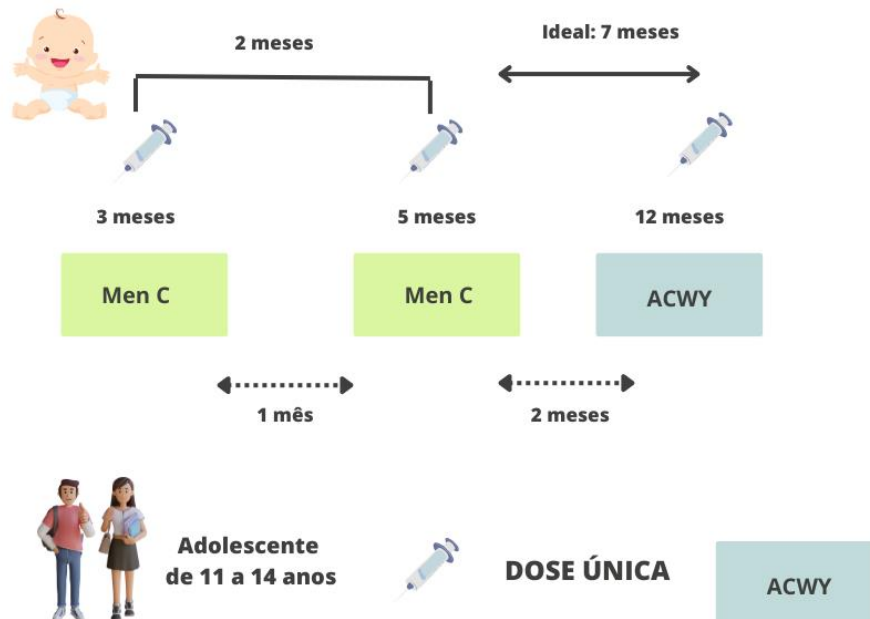 2 meses
Ideal: 7 meses
3 meses
5 meses
12 meses
Men C
Men C
ACWY
1 mês
2 meses
Adolescente
de 11 a 14 anos
DOSE ÚNICA
ACWY